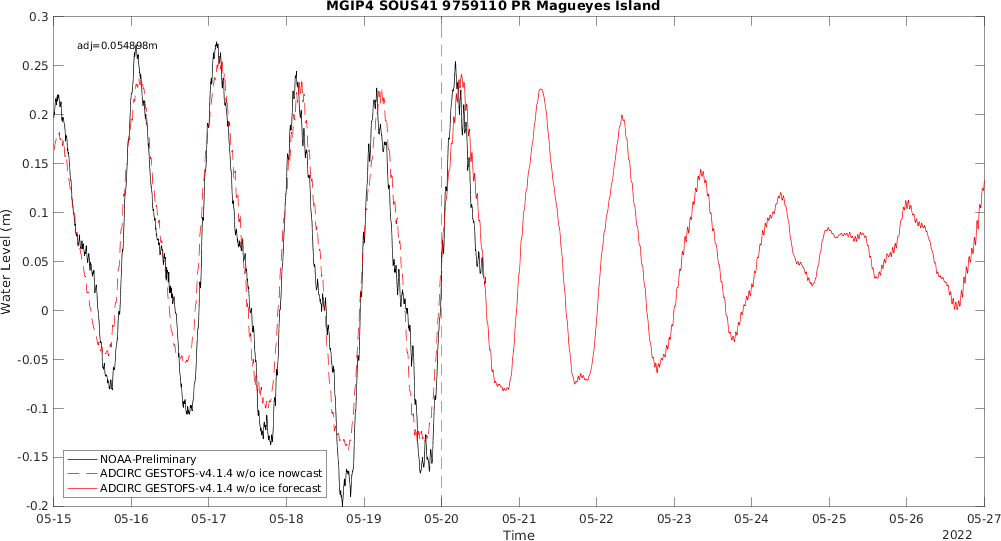 MGIP4 SOUS41 9759110 PR Magueyes Island
adj=0.054898m
0.3
0.25
0.2
0.15
0.1
0.05
0
-0.05
-0.1
-0.15
-0.2
Water Level (m)
NOAA-Preliminary
ADCIRC GESTOFS-v4.1.4 w/o ice nowcast
ADCIRC GESTOFS-v4.1.4 w/o ice forecast
05-15 05-16 05-17 05-18 05-19 05-20 05-21 05-22 05-23 05-24 05-25 05-26 05-27
Time
2022